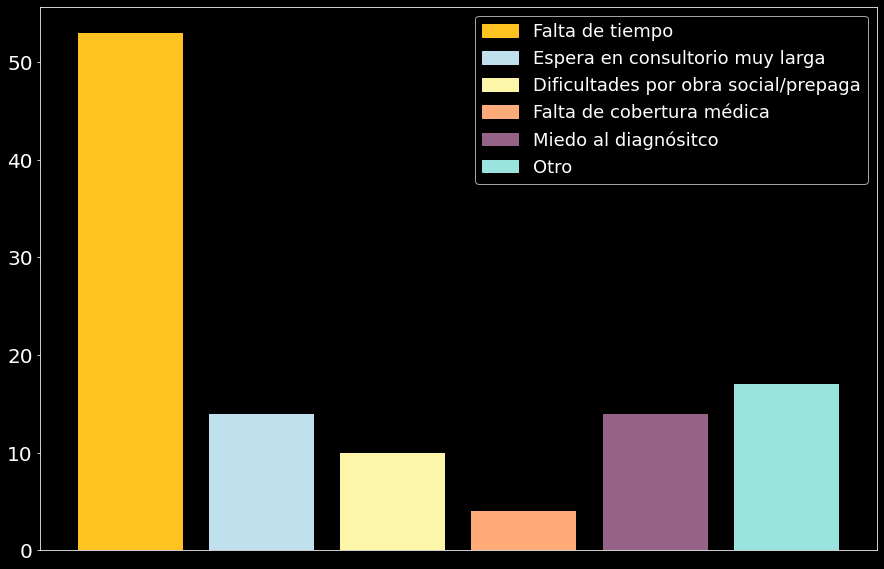 Falta de tiempo
Espera en consultorio muy larga
Dificultades por obra social/prepaga
Falta de cobertura médica
Miedo al diagnósitco
Otro
50
40
30
20
10
0